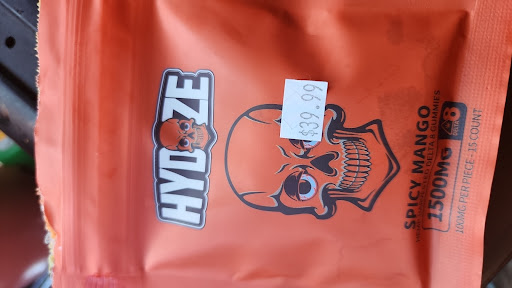 HYDOZE
$39.99
SPICY MANGO
1500MG
100MG PER PIECE - 15 COUNT